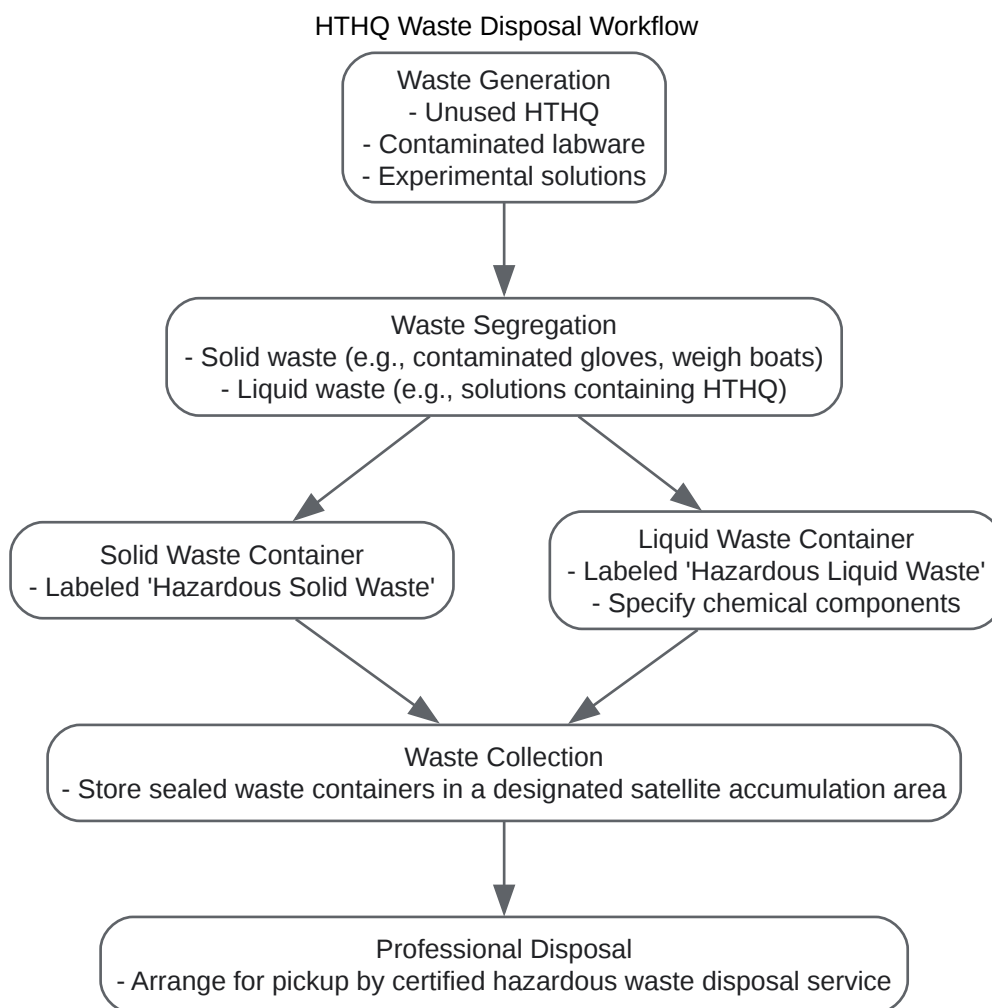 HTHQ Waste Disposal Workflow
Waste Generation
- Unused HTHQ
- Contaminated labware
- Experimental solutions
Waste Segregation
- Solid waste (e.g., contaminated gloves, weigh boats)
- Liquid waste (e.g., solutions containing HTHQ)
Solid Waste Container
- Labeled 'Hazardous Solid Waste'
Liquid Waste Container
- Labeled 'Hazardous Liquid Waste'
- Specify chemical components
Waste Collection
- Store sealed waste containers in a designated satellite accumulation area
Professional Disposal
- Arrange for pickup by certified hazardous waste disposal service